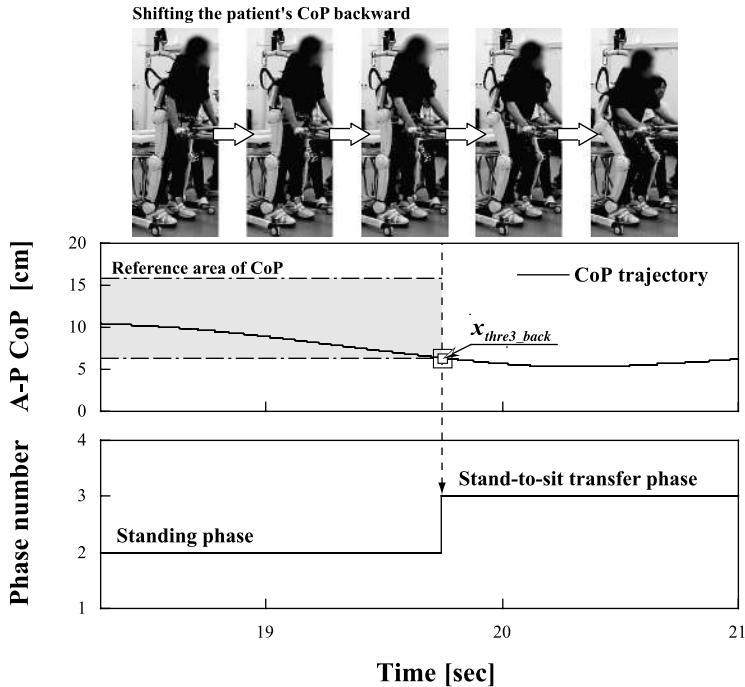 Shifting the patient's CoP backward
20
15
10
5
0
A-P CoP [cm]
Reference area of CoP
CoP trajectory
x thre3_back
4
3
2
1
Phase number
Stand-to-sit transfer phase
Standing phase
19
20
21
Time [sec]